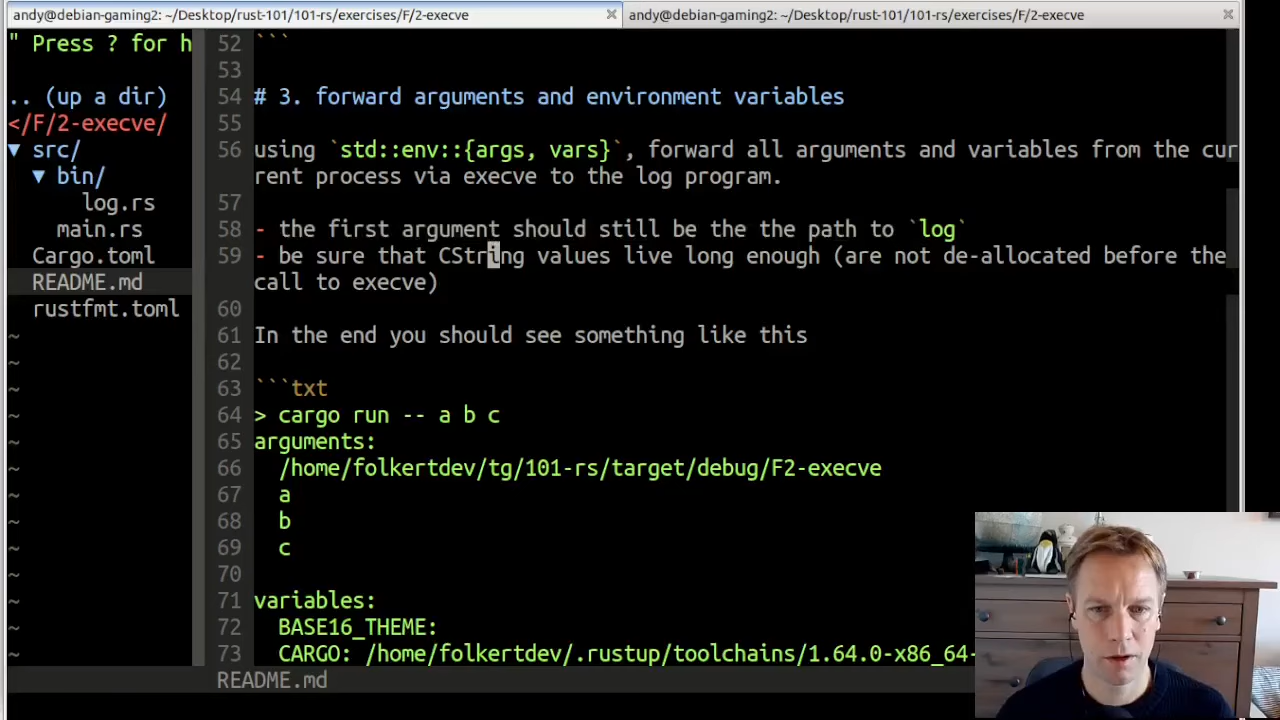 andy@debian-gaming2: ~/Desktop/rust-101/101-rs/exercises/F/2-execve
andy@debian-gaming2: ~/Desktop/rust-101/101-rs/exercises/F/2-execve
" Press ? for h
.. (up a dir)
</F/2-execve/
▼ src/
▼ bin/
log.rs
main.rs
Cargo.toml
README.md
rustfmt.toml
~
~
~
~
~
~
~
~
~
~
~
~
~
52 ```
53
54 # 3. forward arguments and environment variables
55
56 using `std::env::{args, vars}`, forward all arguments and variables from the cur
rent process via execve to the log program.
57
58 - the first argument should still be the the path to `log`
59 - be sure that CString values live long enough (are not de-allocated before the
call to execve)
60
61 In the end you should see something like this
62
63 ```txt
64 > cargo run -- a b c
65 arguments:
66 /home/folkertdev/tg/101-rs/target/debug/F2-execve
67 a
68 b
69 c
70
71 variables:
72 BASE16_THEME:
73 CARGO: /home/folkertdev/.rustup/toolchains/1.64.0-x86_64-
README.md